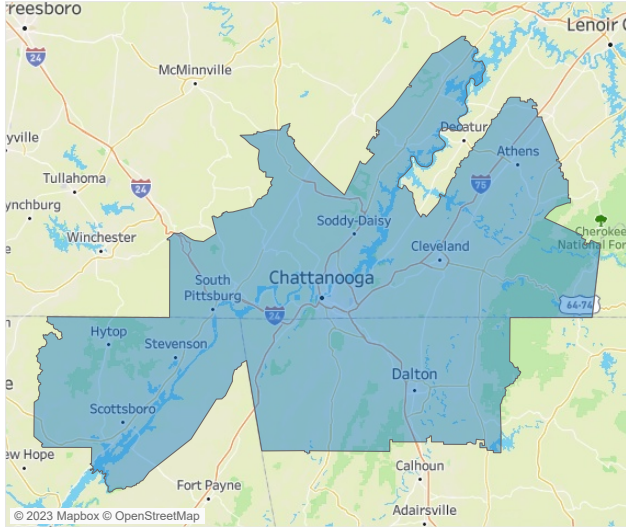 reesboro
Lenoir C
24
McMinnville
Decatur
yville
Athens
Tullahoma
24
75
ynchburg
Soddy-Daisy
Winchester
Cleveland
Cherokee
National For
Chattanooga
South
Pittsburg
64-74
24
Hytop
Stevenson
Dalton
Scottsboro
ew Hope
Calhoun
Fort Payne
Adairsville
© 2023 Mapbox © OpenStreetMap